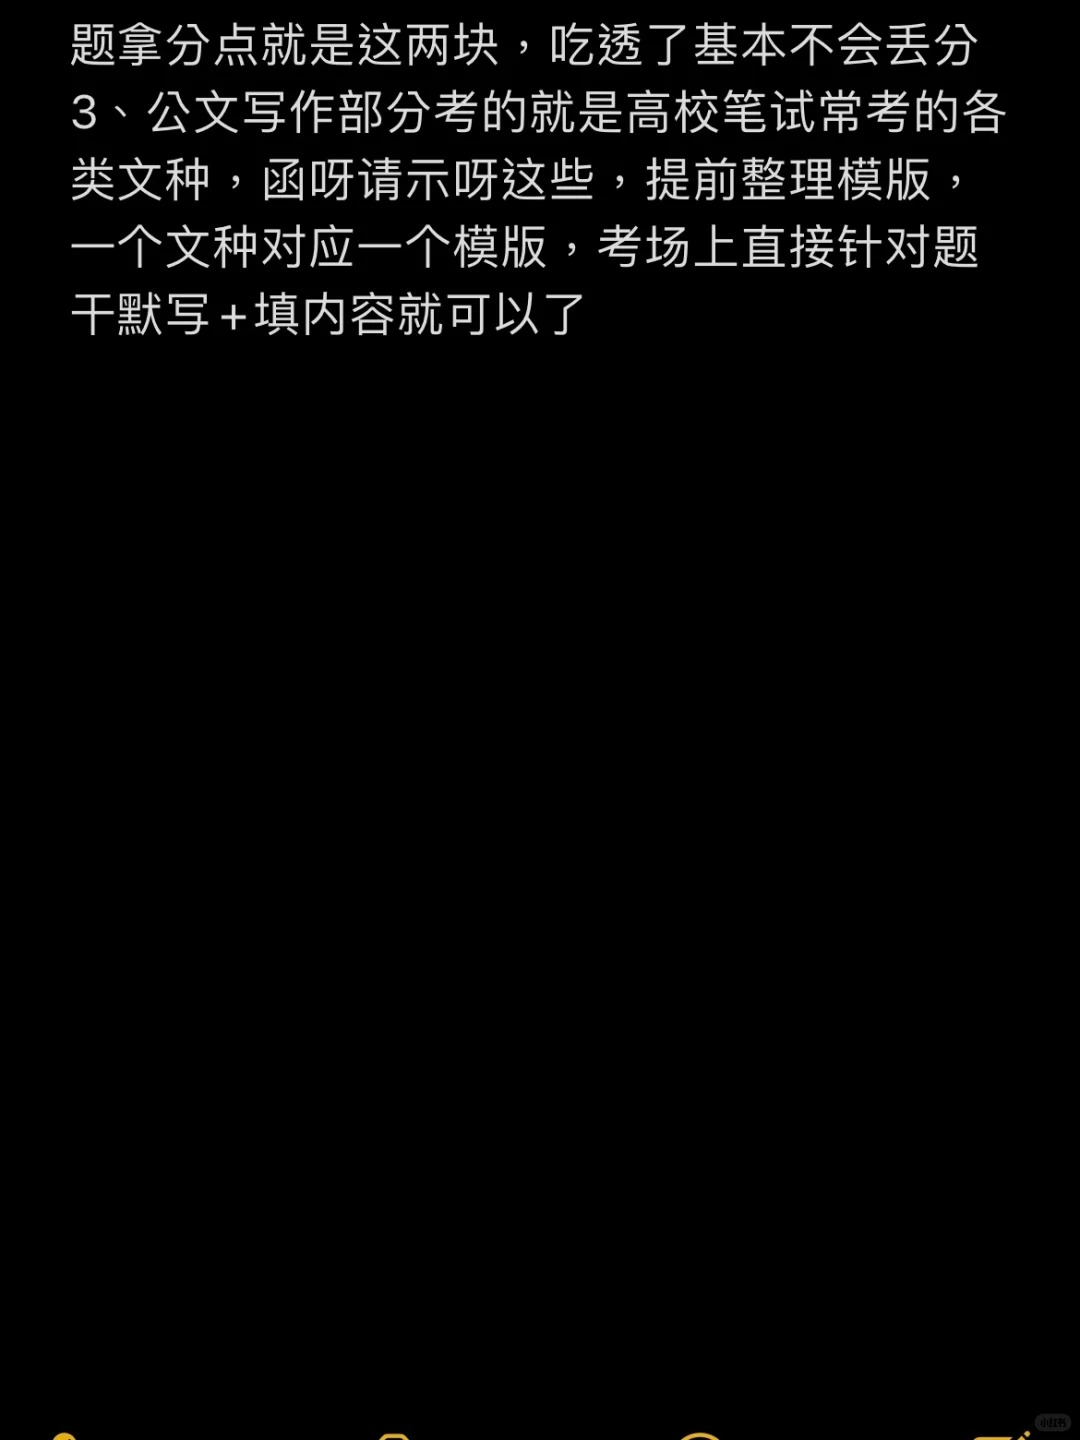 题拿分点就是这两块，吃透了基本不会丢分
3、公文写作部分考的就是高校笔试常考的各
类文种，函呀请示呀这些，提前整理模版，
一个文种对应一个模版，考场上直接针对题
干默写+填内容就可以了
小红书